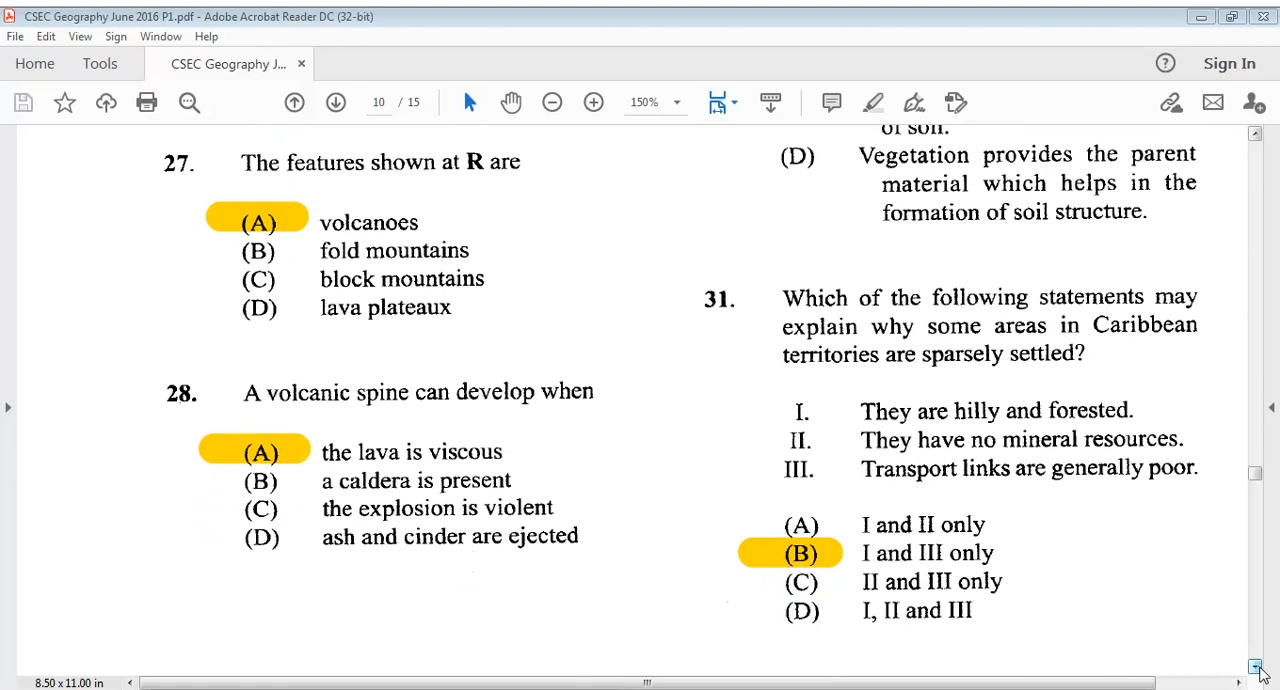 CSEC Geography June 2016 P1.pdf - Adobe Acrobat Reader DC (32-bit)
File Edit View Sign Window Help
Home Tools CSEC Geography J... × ? Sign In
10 / 15 150%
27. The features shown at R are
(A) volcanoes
(B) fold mountains
(C) block mountains
(D) lava plateaux
28. A volcanic spine can develop when
(A) the lava is viscous
(B) a caldera is present
(C) the explosion is violent
(D) ash and cinder are ejected
of soil.
(D) Vegetation provides the parent
material which helps in the
formation of soil structure.
31. Which of the following statements may
explain why some areas in Caribbean
territories are sparsely settled?
I. They are hilly and forested.
II. They have no mineral resources.
III. Transport links are generally poor.
(A) I and II only
(B) I and III only
(C) II and III only
(D) I, II and III
8.50 x 11.00 in